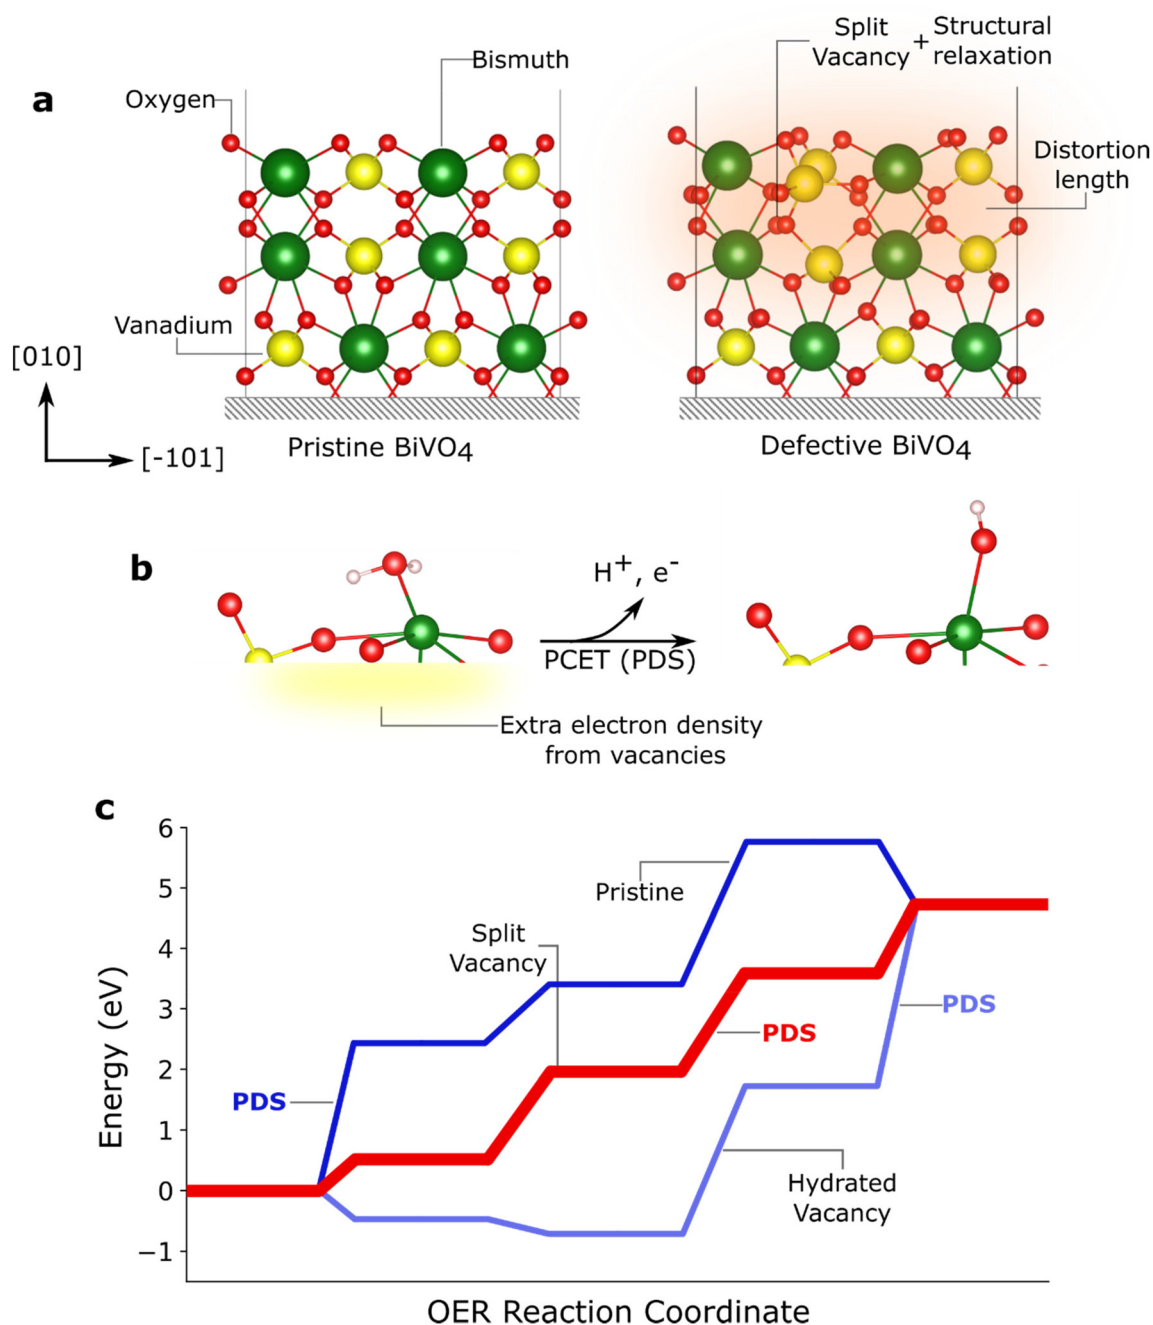 a
Oxygen
Bismuth
Split
Vacancy
+
Structural
relaxation
Distortion
length
Vanadium
[010]
[-101]
Pristine BiVO4
Defective BiVO4
b
H+, e-
PCET (PDS)
Extra electron density
from vacancies
c
Energy (eV)
6
5
4
3
2
1
0
−1
Pristine
Split
Vacancy
PDS
PDS
PDS
Hydrated
Vacancy
OER Reaction Coordinate